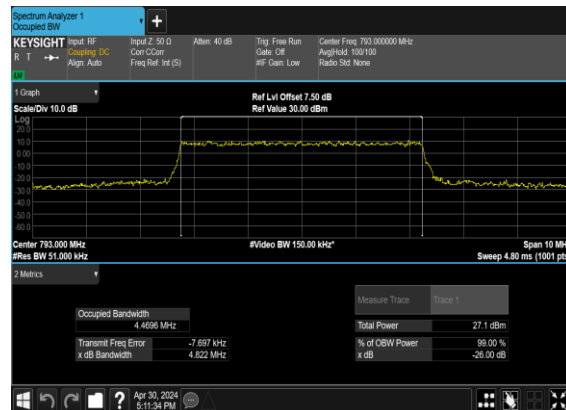 Spectrum Analyzer 1
Occupied BW
KEYSIGHT
R T
LW
Input: RF
Coupling: DC
Align: Auto
Input Z: 50 Ω
Corr CCorr
Freq Ref: Int (S)
Atten: 40 dB
Trig: Free Run
Gate: Off
#IF Gain: Low
Center Freq: 793.000000 MHz
Avg|Hold: 100/100
Radio Std: None
1 Graph
Scale/Div 10.0 dB
Ref Lvl Offset 7.50 dB
Ref Value 30.00 dBm
Log
20.0
10.0
0.00
-10.0
-20.0
-30.0
-40.0
-50.0
-60.0
Center 793.000 MHz
#Res BW 51.000 kHz
#Video BW 150.00 kHz*
Span 10 MH
Sweep 4.80 ms (1001 pts
2 Metrics
Measure Trace Trace 1
Occupied Bandwidth
4.4696 MHz
Total Power 27.1 dBm
Transmit Freq Error -7.697 kHz
% of OBW Power 99.00 %
x dB Bandwidth 4.822 MHz
x dB -26.00 dB
?
Apr 30, 2024
5:11:34 PM